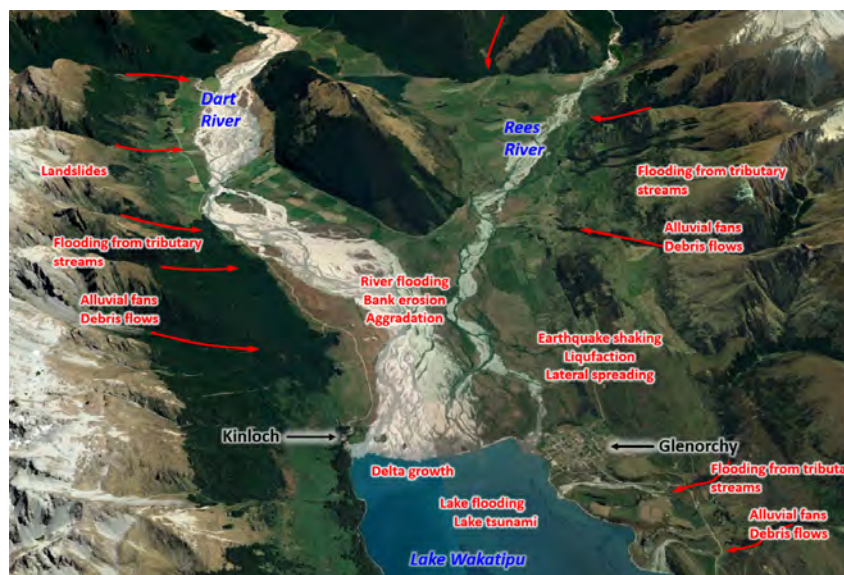 Dart
River
Rees
River
Landslides
Flooding from tributary
streams
Alluvial fans
Debris flows
Flooding from tributary
streams
Alluvial fans
Debris flows
River flooding
Bank erosion
Aggradation
Earthquake shaking
Liqufaction
Lateral spreading
Kinloch
Glenorchy
Delta growth
Flooding from tributa
streams
Lake flooding
Lake tsunami
Alluvial fans
Debris flows
Lake Wakatipu